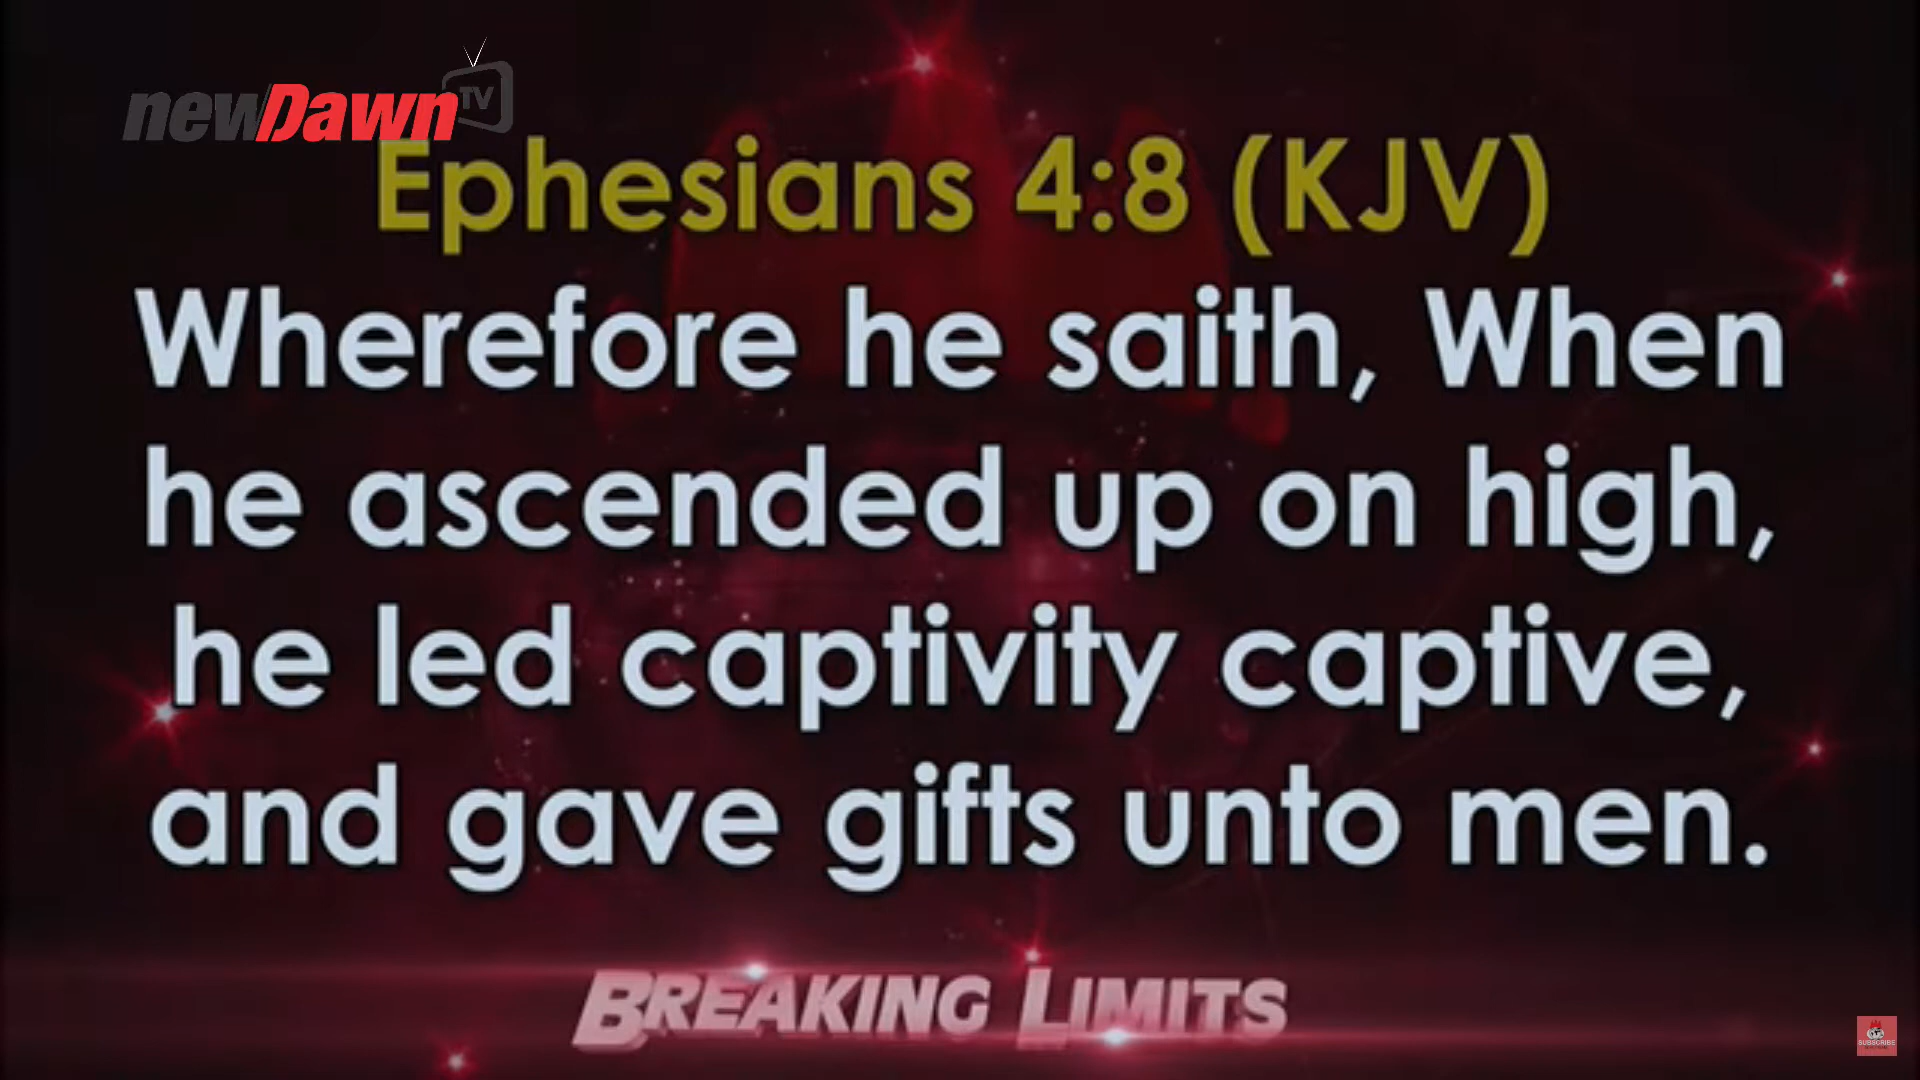 newDawn TV
Ephesians 4:8 (KJV)
Wherefore he saith, When
he ascended up on high,
he led captivity captive,
and gave gifts unto men.
BREAKING LIMITS
SUBSCRIBE